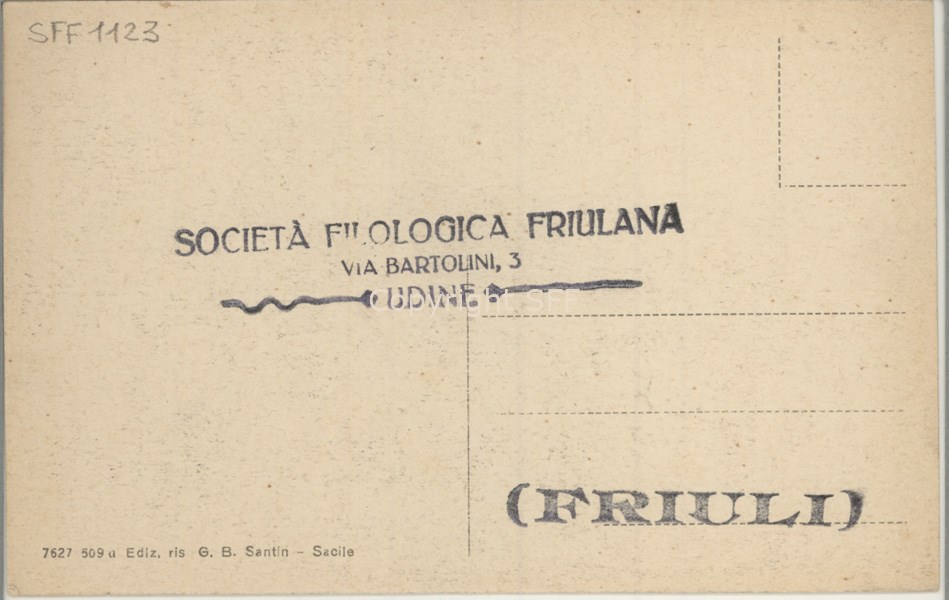 SFF 1123
SOCIETÀ FILOLOGICA FRIULANA
VIA BARTOLINI, 3
UDINE
Copyright SFF
(FRIULI)
7627 509 a Ediz. ris G. B. Santin - Sacile